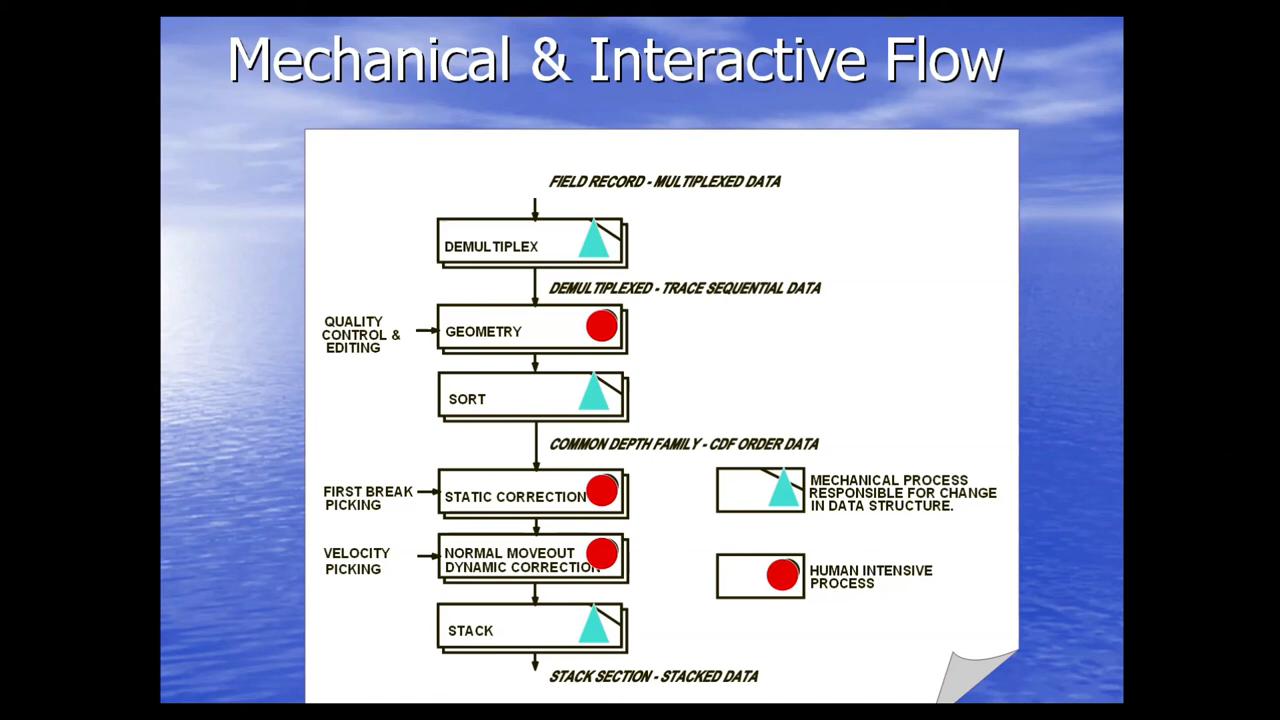 Mechanical & Interactive Flow
FIELD RECORD - MULTIPLEXED DATA
DEMULTIPLEX
DEMULTIPLEXED - TRACE SEQUENTIAL DATA
QUALITY
CONTROL &
EDITING
GEOMETRY
SORT
COMMON DEPTH FAMILY - CDF ORDER DATA
FIRST BREAK
PICKING
STATIC CORRECTION
VELOCITY
PICKING
NORMAL MOVEOUT
DYNAMIC CORRECTION
STACK
STACK SECTION - STACKED DATA
MECHANICAL PROCESS
RESPONSIBLE FOR CHANGE
IN DATA STRUCTURE.
HUMAN INTENSIVE
PROCESS